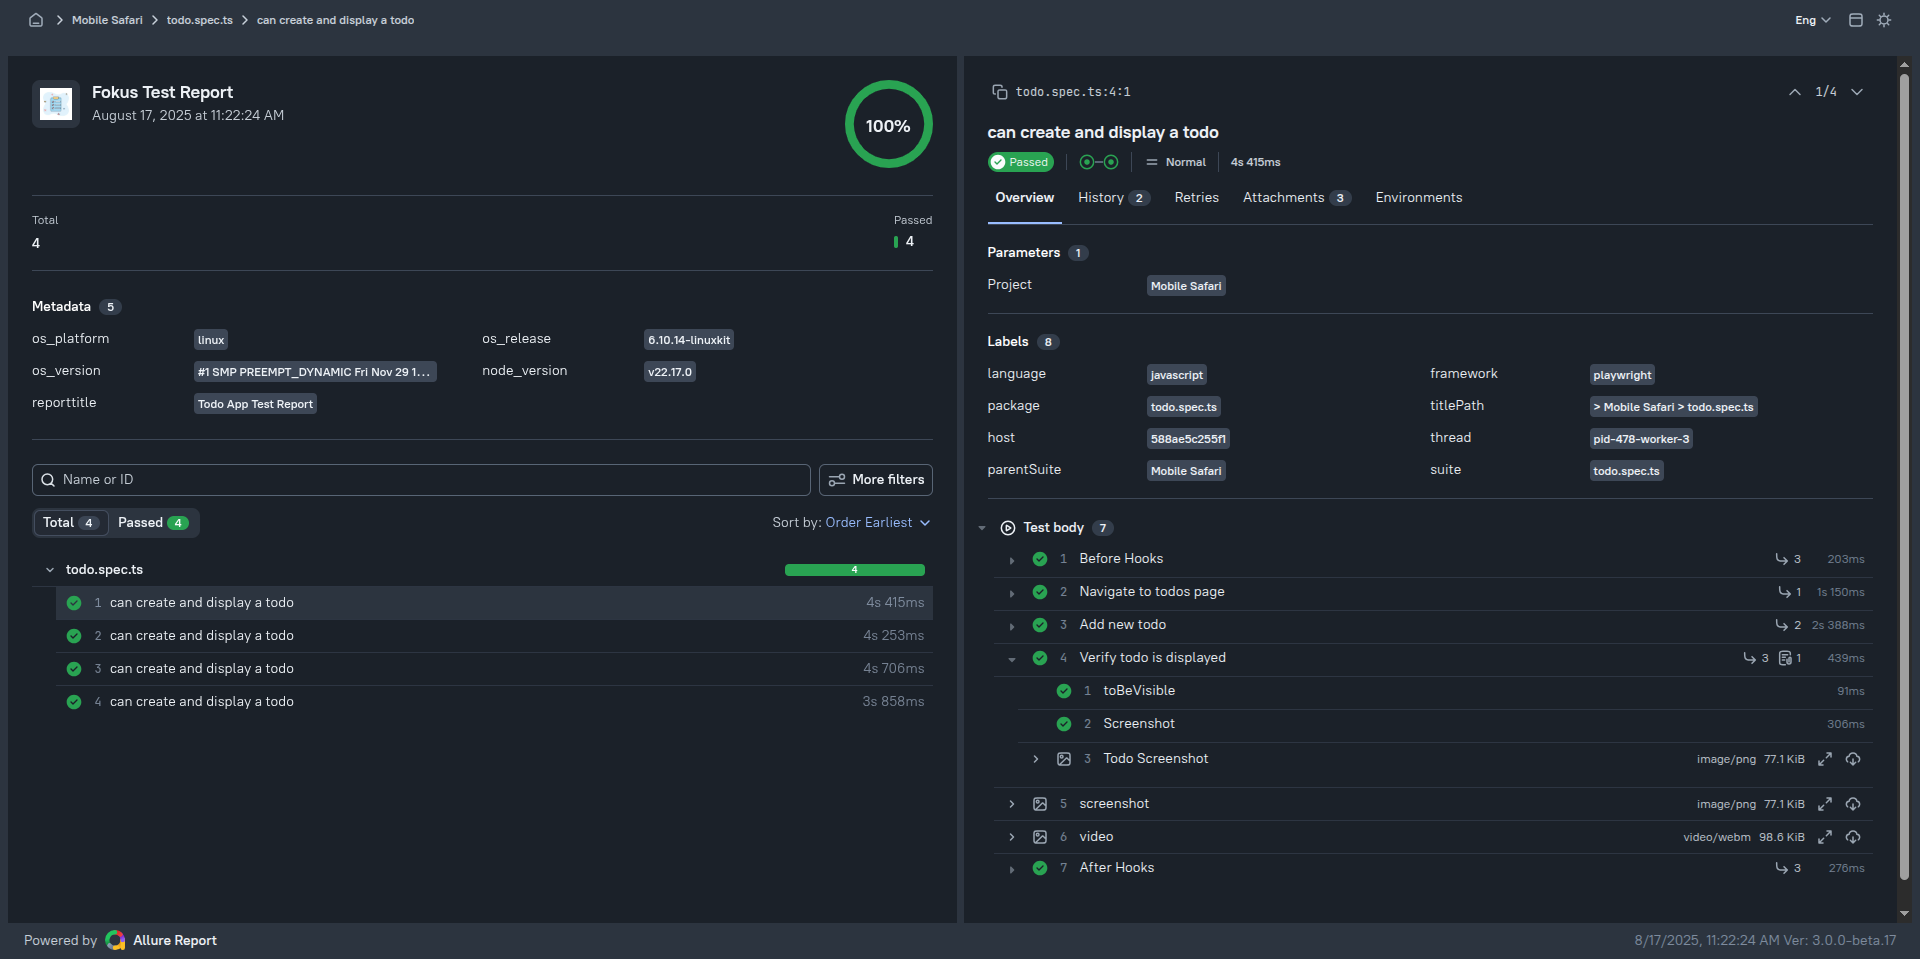 Mobile Safari > todo.spec.ts > can create and display a todo
Eng
Fokus Test Report
August 17, 2025 at 11:22:24 AM
100%
Total
4
Passed
4
Metadata 5
os_platform linux
os_release 6.10.14-linuxkit
os_version #1 SMP PREEMPT_DYNAMIC Fri Nov 29 1...
node_version v22.17.0
reporttitle Todo App Test Report
Name or ID
More filters
Total 4 Passed 4
Sort by: Order Earliest
todo.spec.ts 4
1 can create and display a todo 4s 415ms
2 can create and display a todo 4s 253ms
3 can create and display a todo 4s 706ms
4 can create and display a todo 3s 858ms
todo.spec.ts:4:1
1/4
can create and display a todo
Passed Normal 4s 415ms
Overview History 2 Retries Attachments 3 Environments
Parameters 1
Project Mobile Safari
Labels 8
language javascript
framework playwright
package todo.spec.ts
titlePath > Mobile Safari > todo.spec.ts
host 588ae5c255f1
thread pid-478-worker-3
parentSuite Mobile Safari
suite todo.spec.ts
Test body 7
1 Before Hooks 3 203ms
2 Navigate to todos page 1 1s 150ms
3 Add new todo 2 2s 388ms
4 Verify todo is displayed 3 1 439ms
1 toBeVisible 91ms
2 Screenshot 306ms
3 Todo Screenshot image/png 77.1 KiB
5 screenshot image/png 77.1 KiB
6 video video/webm 98.6 KiB
7 After Hooks 3 276ms
Powered by Allure Report
8/17/2025, 11:22:24 AM Ver: 3.0.0-beta.17